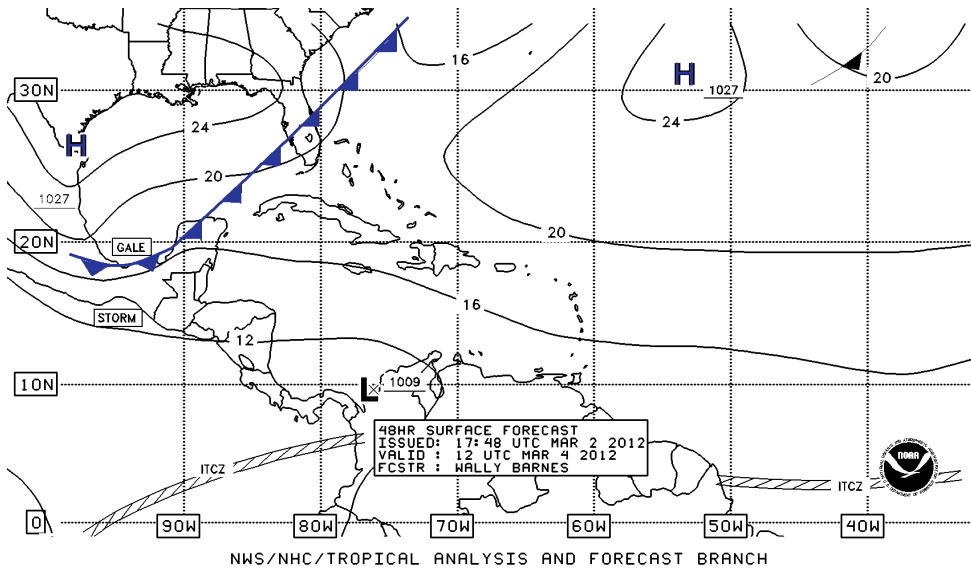 16
H
1027
24
20
30N
24
H
20
1027
20
20N
GALE
16
STORM
12
10N
L
1009
48HR SURFACE FORECAST
ISSUED: 17:48 UTC MAR 2 2012
VALID : 12 UTC MAR 4 2012
FCSTR : WALLY BARNES
ITCZ
NOAA
ITCZ
0
90W
80W
70W
60W
50W
40W
NWS/NHC/TROPICAL ANALYSIS AND FORECAST BRANCH